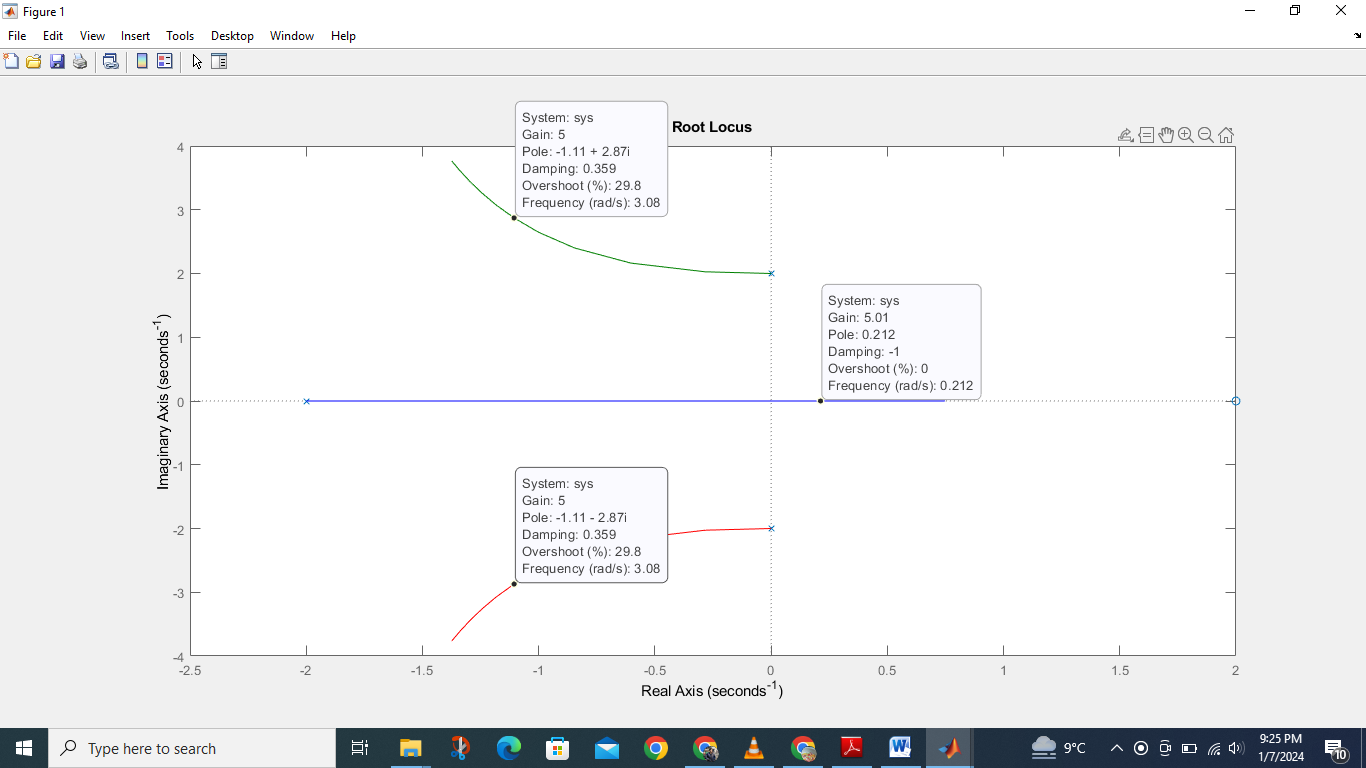 Figure 1
File Edit View Insert Tools Desktop Window Help
Root Locus
System: sys
Gain: 5
Pole: -1.11 + 2.87i
Damping: 0.359
Overshoot (%): 29.8
Frequency (rad/s): 3.08
System: sys
Gain: 5.01
Pole: 0.212
Damping: -1
Overshoot (%): 0
Frequency (rad/s): 0.212
System: sys
Gain: 5
Pole: -1.11 - 2.87i
Damping: 0.359
Overshoot (%): 29.8
Frequency (rad/s): 3.08
4
3
2
1
0
-1
-2
-3
-4
Imaginary Axis (seconds⁻¹)
-2.5 -2 -1.5 -1 -0.5 0 0.5 1 1.5 2
Real Axis (seconds⁻¹)
Type here to search
9°C
9:25 PM
1/7/2024
10